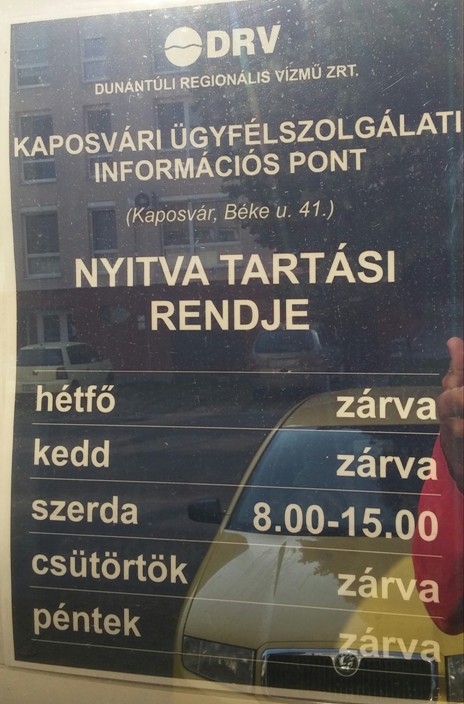 DRV
DUNÁNTÚLI REGIONÁLIS VÍZMŰ ZRT.
KAPOSVÁRI ÜGYFÉLSZOLGÁLATI
INFORMÁCIÓS PONT
(Kaposvár, Béke u. 41.)
NYITVA TARTÁSI
RENDJE
hétfő zárva
kedd zárva
szerda 8.00-15.00
csütörtök zárva
péntek zárva